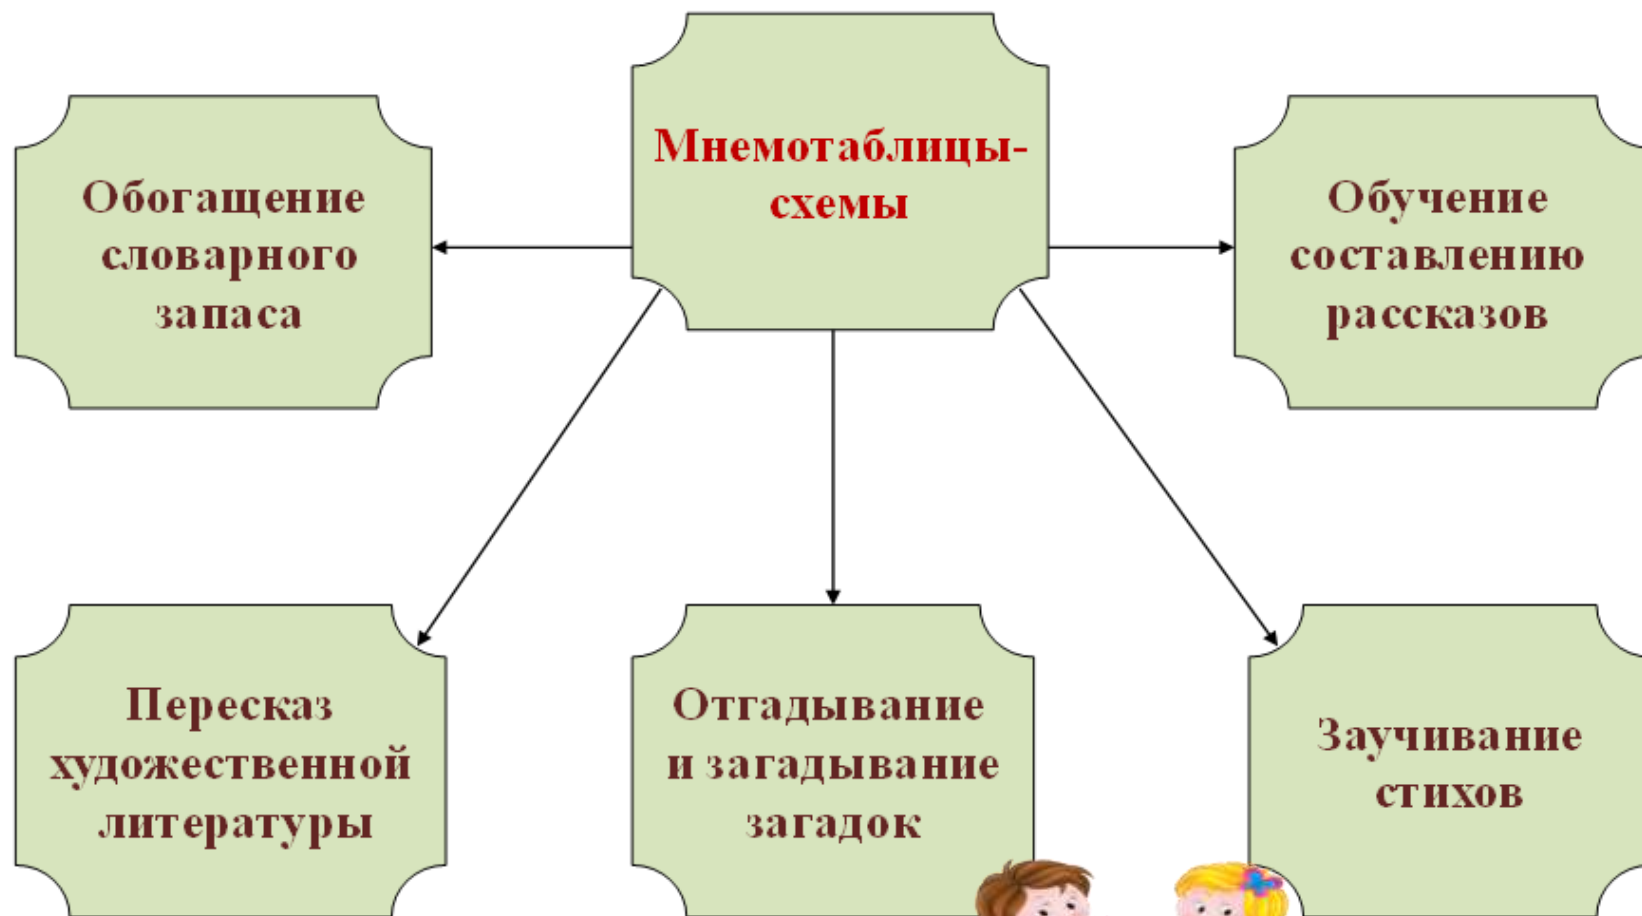 Мнемотаблицы-
схемы
Обогащение
словарного
запаса
Обучение
составлению
рассказов
Пересказ
художественной
литературы
Отгадывание
и загадывание
загадок
Заучивание
стихов